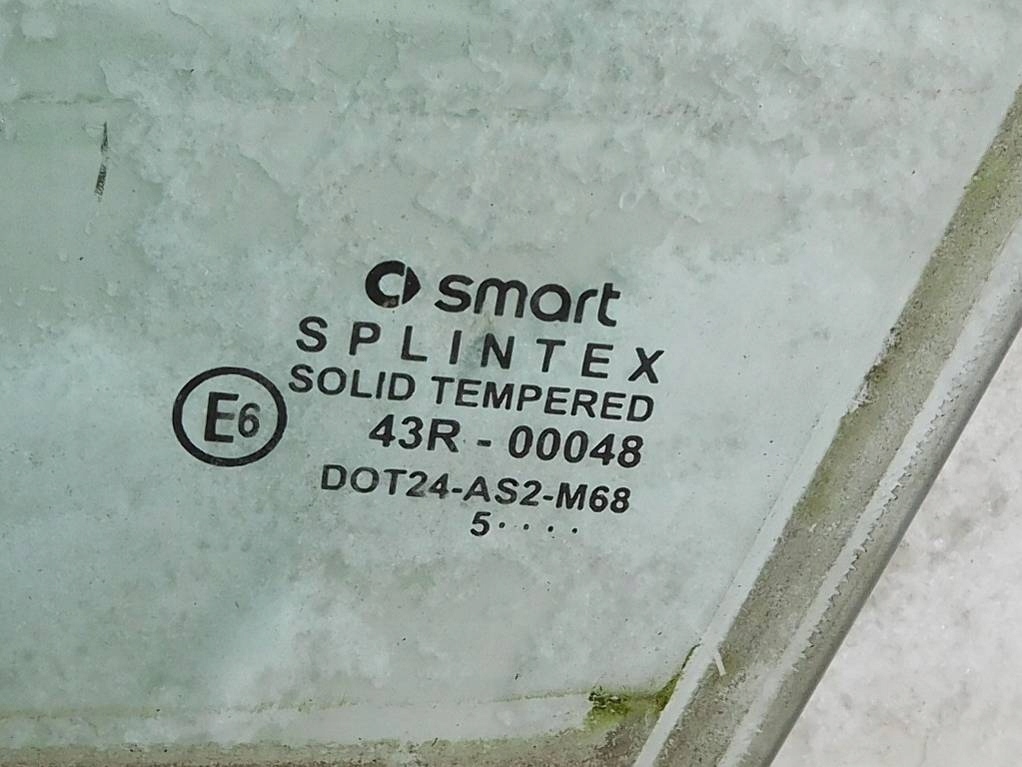 smart
SPLINTEX
SOLID TEMPERED
E6
43R - 00048
DOT24-AS2-M68
5····